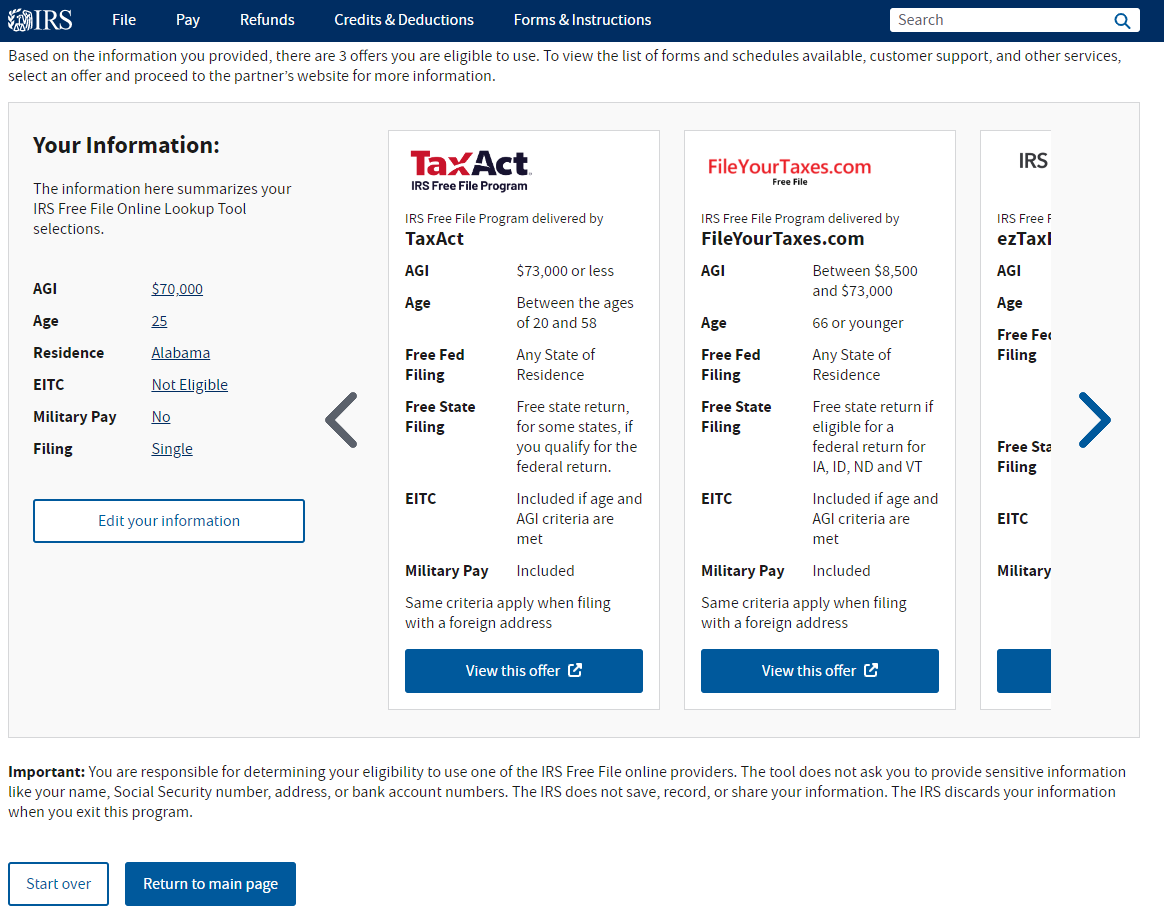 IRS
File
Pay
Refunds
Credits & Deductions
Forms & Instructions
Search
Based on the information you provided, there are 3 offers you are eligible to use. To view the list of forms and schedules available, customer support, and other services,
select an offer and proceed to the partner's website for more information.
Your Information:
The information here summarizes your
IRS Free File Online Lookup Tool
selections.
AGI $70,000
Age 25
Residence Alabama
EITC Not Eligible
Military Pay No
Filing Single
Edit your information
TaxAct
IRS Free File Program
IRS Free File Program delivered by
TaxAct
AGI $73,000 or less
Age Between the ages
of 20 and 58
Free Fed Any State of
Filing Residence
Free State Free state return,
Filing for some states, if
you qualify for the
federal return.
EITC Included if age and
AGI criteria are
met
Military Pay Included
Same criteria apply when filing
with a foreign address
View this offer
FileYourTaxes.com
Free File
IRS Free File Program delivered by
FileYourTaxes.com
AGI Between $8,500
and $73,000
Age 66 or younger
Free Fed Any State of
Filing Residence
Free State Free state return if
Filing eligible for a
federal return for
IA, ID, ND and VT
EITC Included if age and
AGI criteria are
met
Military Pay Included
Same criteria apply when filing
with a foreign address
View this offer
IRS
IRS Free F
ezTax
AGI
Age
Free Fed
Filing
Free Sta
Filing
EITC
Military
Important: You are responsible for determining your eligibility to use one of the IRS Free File online providers. The tool does not ask you to provide sensitive information
like your name, Social Security number, address, or bank account numbers. The IRS does not save, record, or share your information. The IRS discards your information
when you exit this program.
Start over
Return to main page